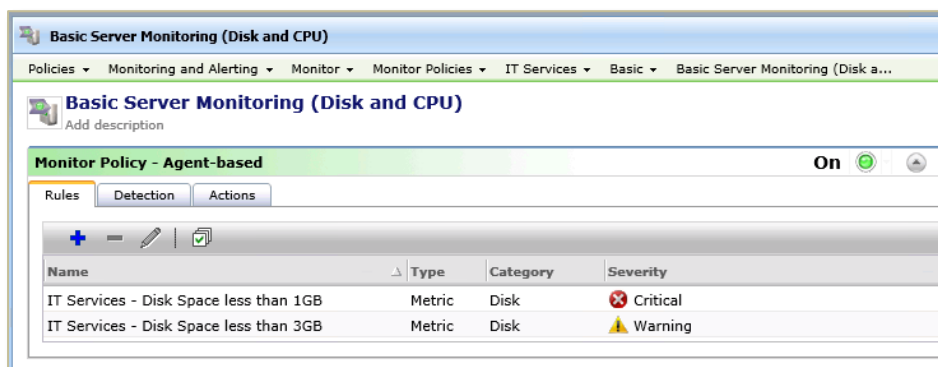 Basic Server Monitoring (Disk and CPU)
Policies Monitoring and Alerting Monitor Monitor Policies IT Services Basic Basic Server Monitoring (Disk a...
Basic Server Monitoring (Disk and CPU)
Add description
Monitor Policy - Agent-based On
Rules Detection Actions
Name Type Category Severity
IT Services - Disk Space less than 1GB Metric Disk Critical
IT Services - Disk Space less than 3GB Metric Disk Warning